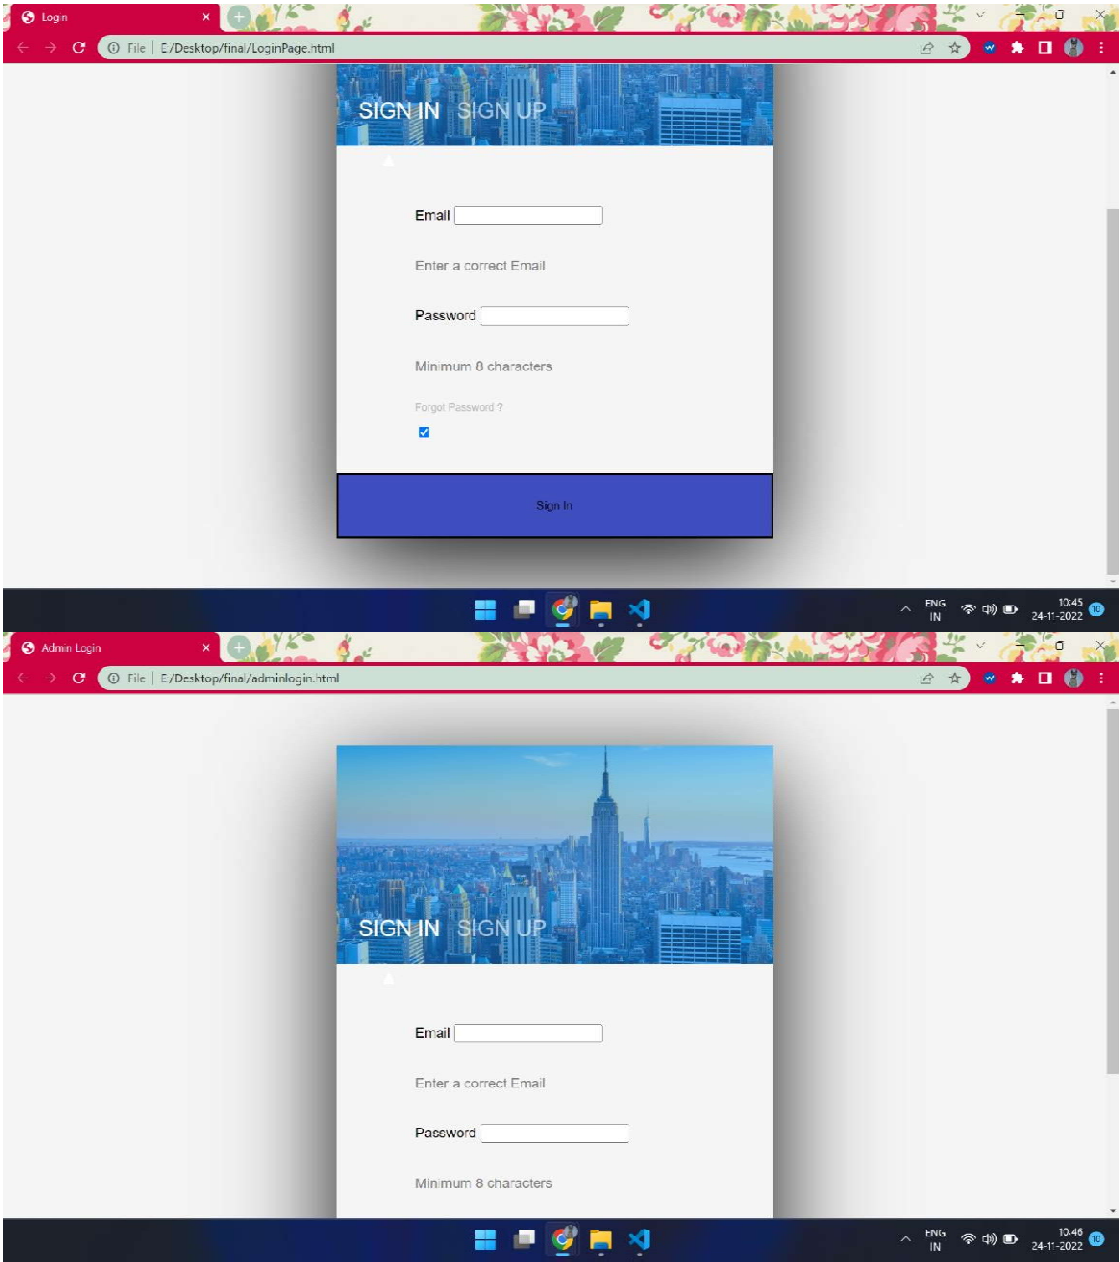 Login
File | E:/Desktop/final/LoginPage.html
SIGN IN SIGN UP
Email
Enter a correct Email
Password
Minimum 8 characters
Forgot Password ?
Sign In
ENG
IN
10:45
24-11-2022
10
Admin Login
File | E:/Desktop/final/adminlogin.html
SIGN IN SIGN UP
Email
Enter a correct Email
Password
Minimum 8 characters
ENG
IN
10:46
24-11-2022
10